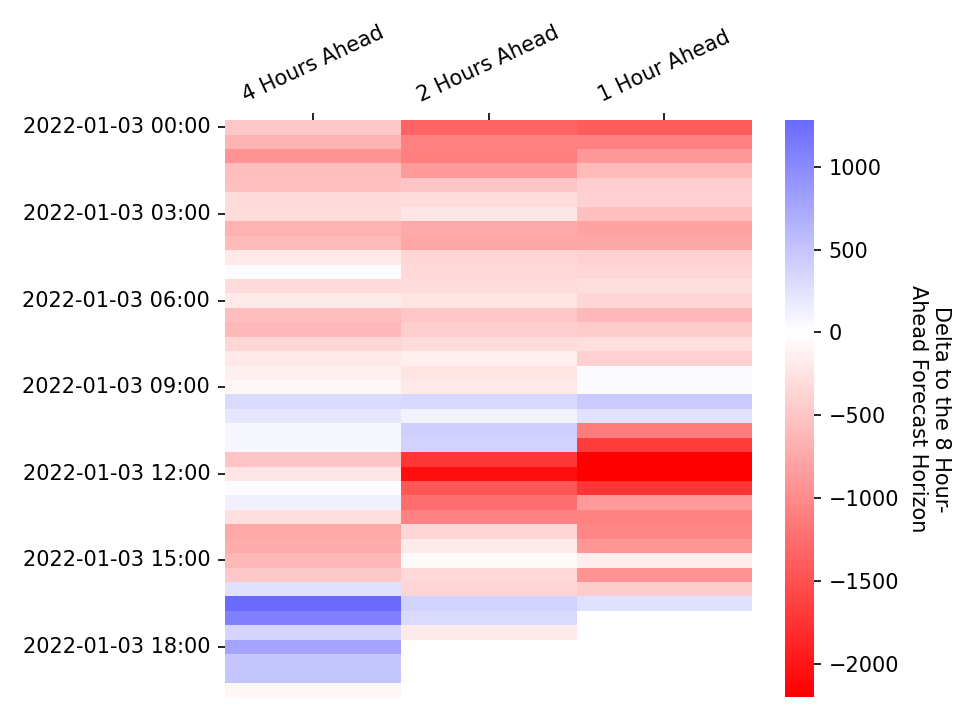 4 Hours Ahead
2 Hours Ahead
1 Hour Ahead
2022-01-03 00:00
2022-01-03 03:00
2022-01-03 06:00
2022-01-03 09:00
2022-01-03 12:00
2022-01-03 15:00
2022-01-03 18:00
1000
500
0
−500
−1000
−1500
−2000
Delta to the 8 Hour-
Ahead Forecast Horizon